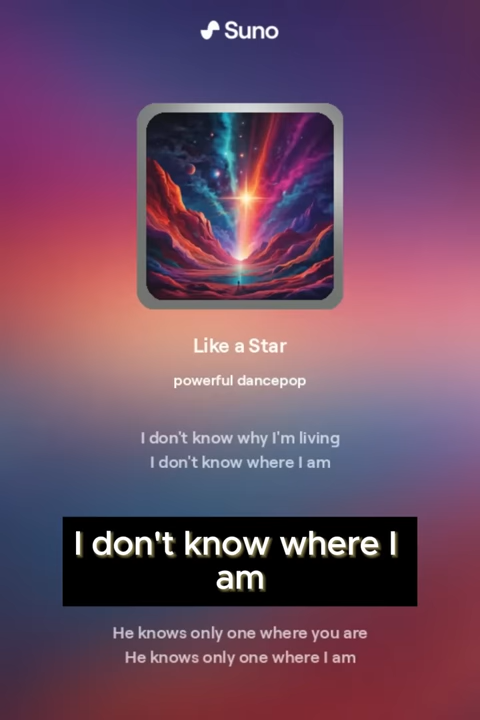 Suno
Like a Star
powerful dancepop
I don't know why I'm living
I don't know where I am
I don't know where I
am
He knows only one where you are
He knows only one where I am